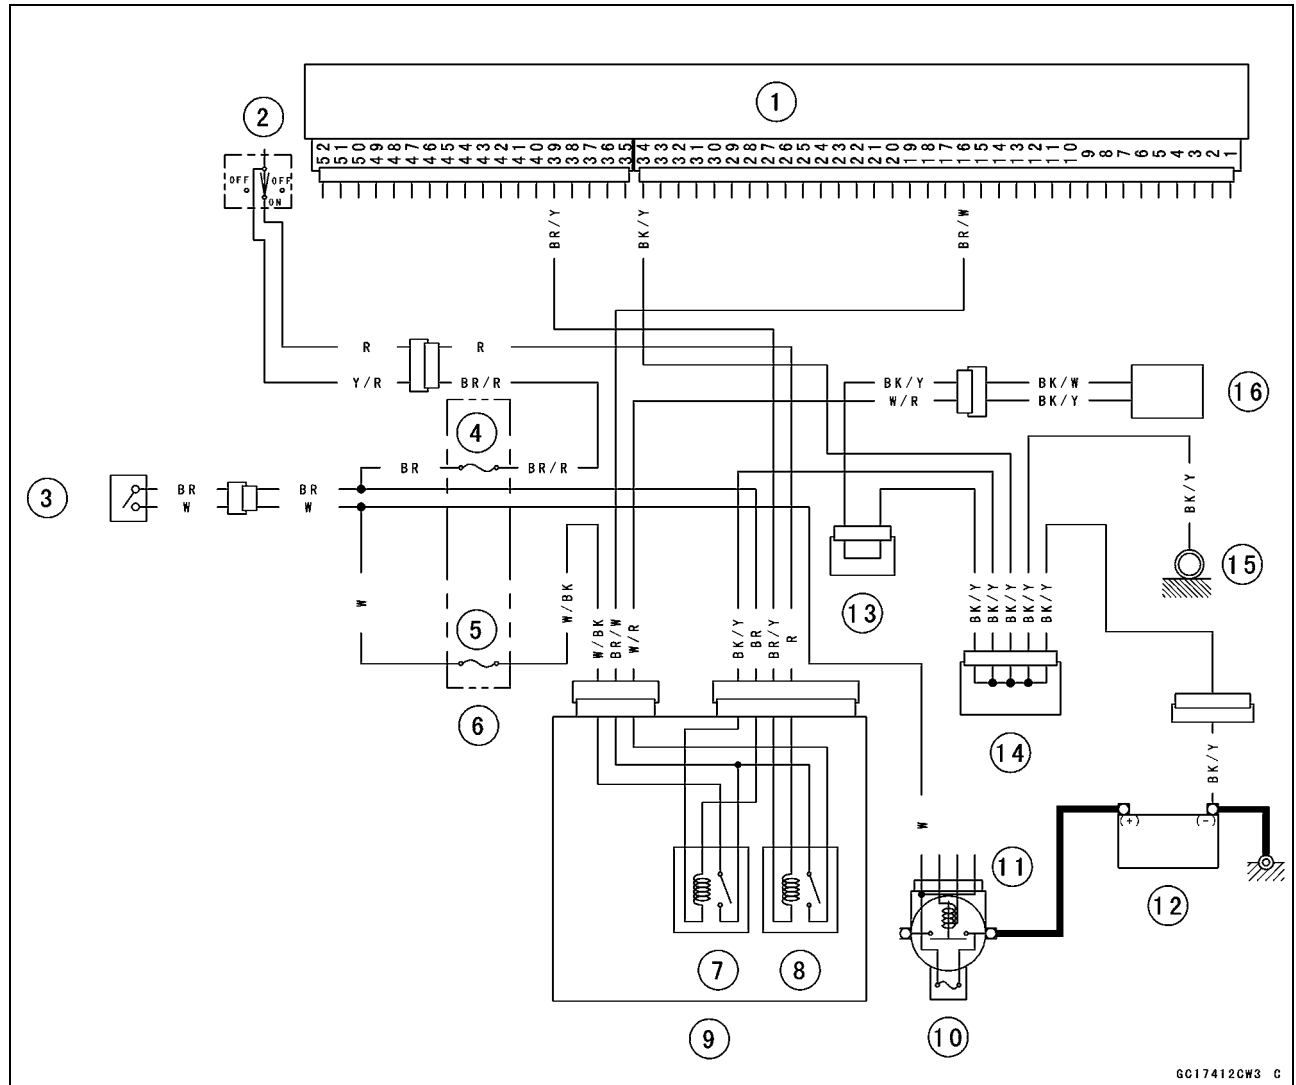 1
2
52 51 50 49 48 47 46 45 44 43 42 41 40 39 38 37 36 35 34 33 32 31 30 29 28 27 26 25 24 23 22 21 20 19 18 17 16 15 14 13 12 11 10 9 8 7 6 5 4 3 2 1
OFF OFF
ON
BR/Y BK/Y BR/W
R R
Y/R BR/R
BK/Y BK/W
W/R BK/Y
16
4
BR BR/R
3
BR BR
W W
BK/Y
15
W
W/BK
5
13
W/BK BR/W W/R BK/Y BR BR/Y R
BK/Y BK/Y BK/Y BK/Y BK/Y
6
14
BK/Y
W
(+) (-)
11
12
7 8
9
10
GC17412CW3 C